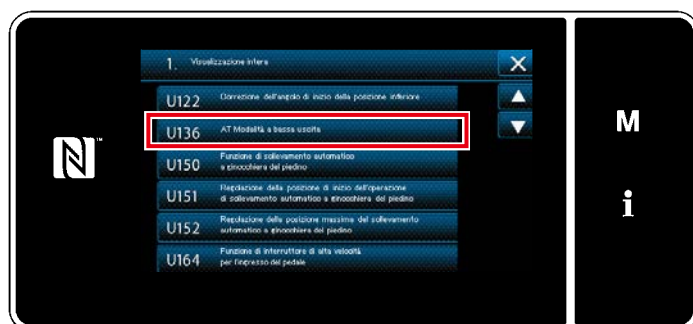 1. Visualizzazione intera
U122 Correzione dell'angolo di inizio della posizione inferiore
U136 AT Modalità a bassa uscita
U150 Funzione di sollevamento automatico
a ginocchiera del piedino
U151 Regolazione della posizione di inizio dell'operazione
di sollevamento automatico a ginocchiera del piedino
U152 Regolazione della posizione massima del sollevamento
automatico a ginocchiera del piedino
U164 Funzione di interruttore di alta velocità
per l'ingresso del pedale
M
i